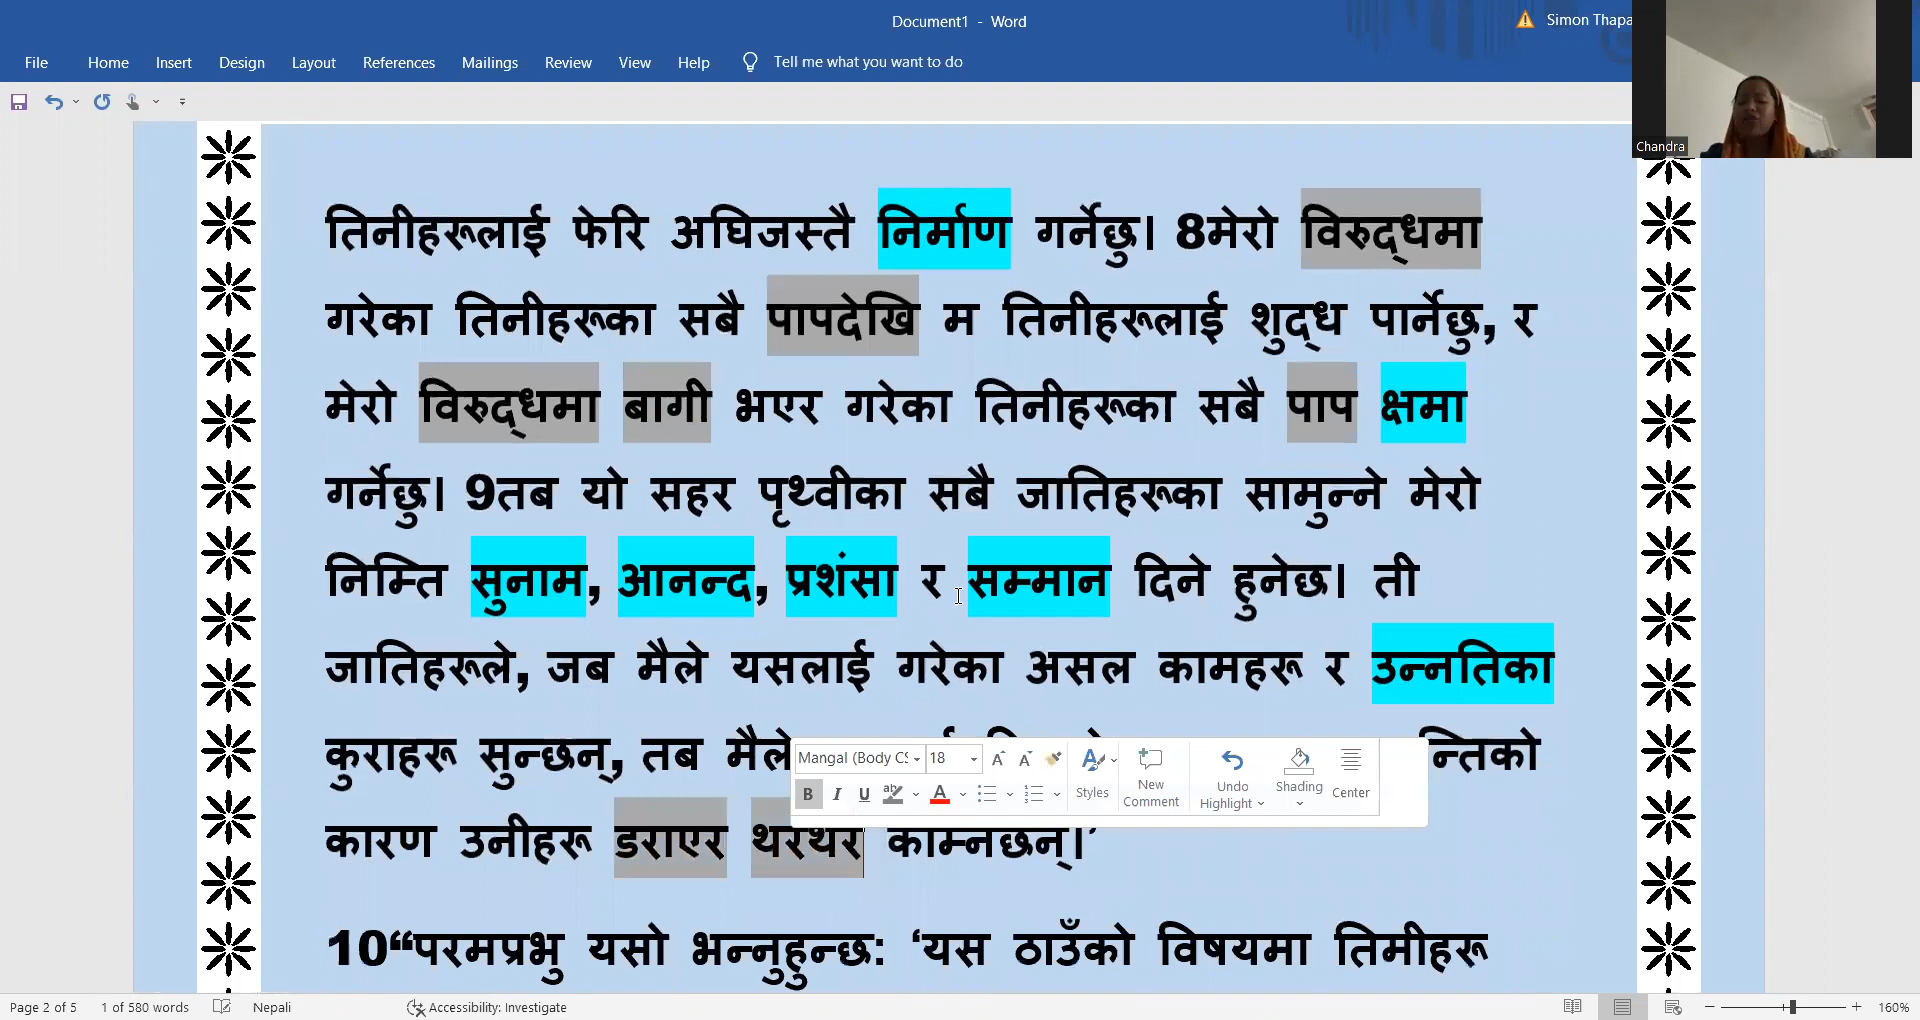 Document1 - Word
Simon Thapa
File Home Insert Design Layout References Mailings Review View Help Tell me what you want to do
Chandra
तिनीहरूलाई फेरि अघिजस्तै निर्माण गर्नेछु। 8मेरो विरुद्धमा
गरेका तिनीहरूका सबै पापदेखि म तिनीहरूलाई शुद्ध पार्नेछु, र
मेरो विरुद्धमा बागी भएर गरेका तिनीहरूका सबै पाप क्षमा
गर्नेछु। 9तब यो सहर पृथ्वीका सबै जातिहरूका सामुन्ने मेरो
निम्ति सुनाम, आनन्द, प्रशंसा र सम्मान दिने हुनेछ। ती
जातिहरूले, जब मैले यसलाई गरेका असल कामहरू र उन्नतिका
कुराहरू सुन्छन्, तब मैले
Mangal (Body CS 18
Styles New Comment Undo Highlight Shading Center
कारण उनीहरू डराएर थरथर काम्नेछन्।’
10“परमप्रभु यसो भन्नुहुन्छ: ‘यस ठाउँको विषयमा तिमीहरू
Page 2 of 5 1 of 580 words Nepali Accessibility: Investigate 160%